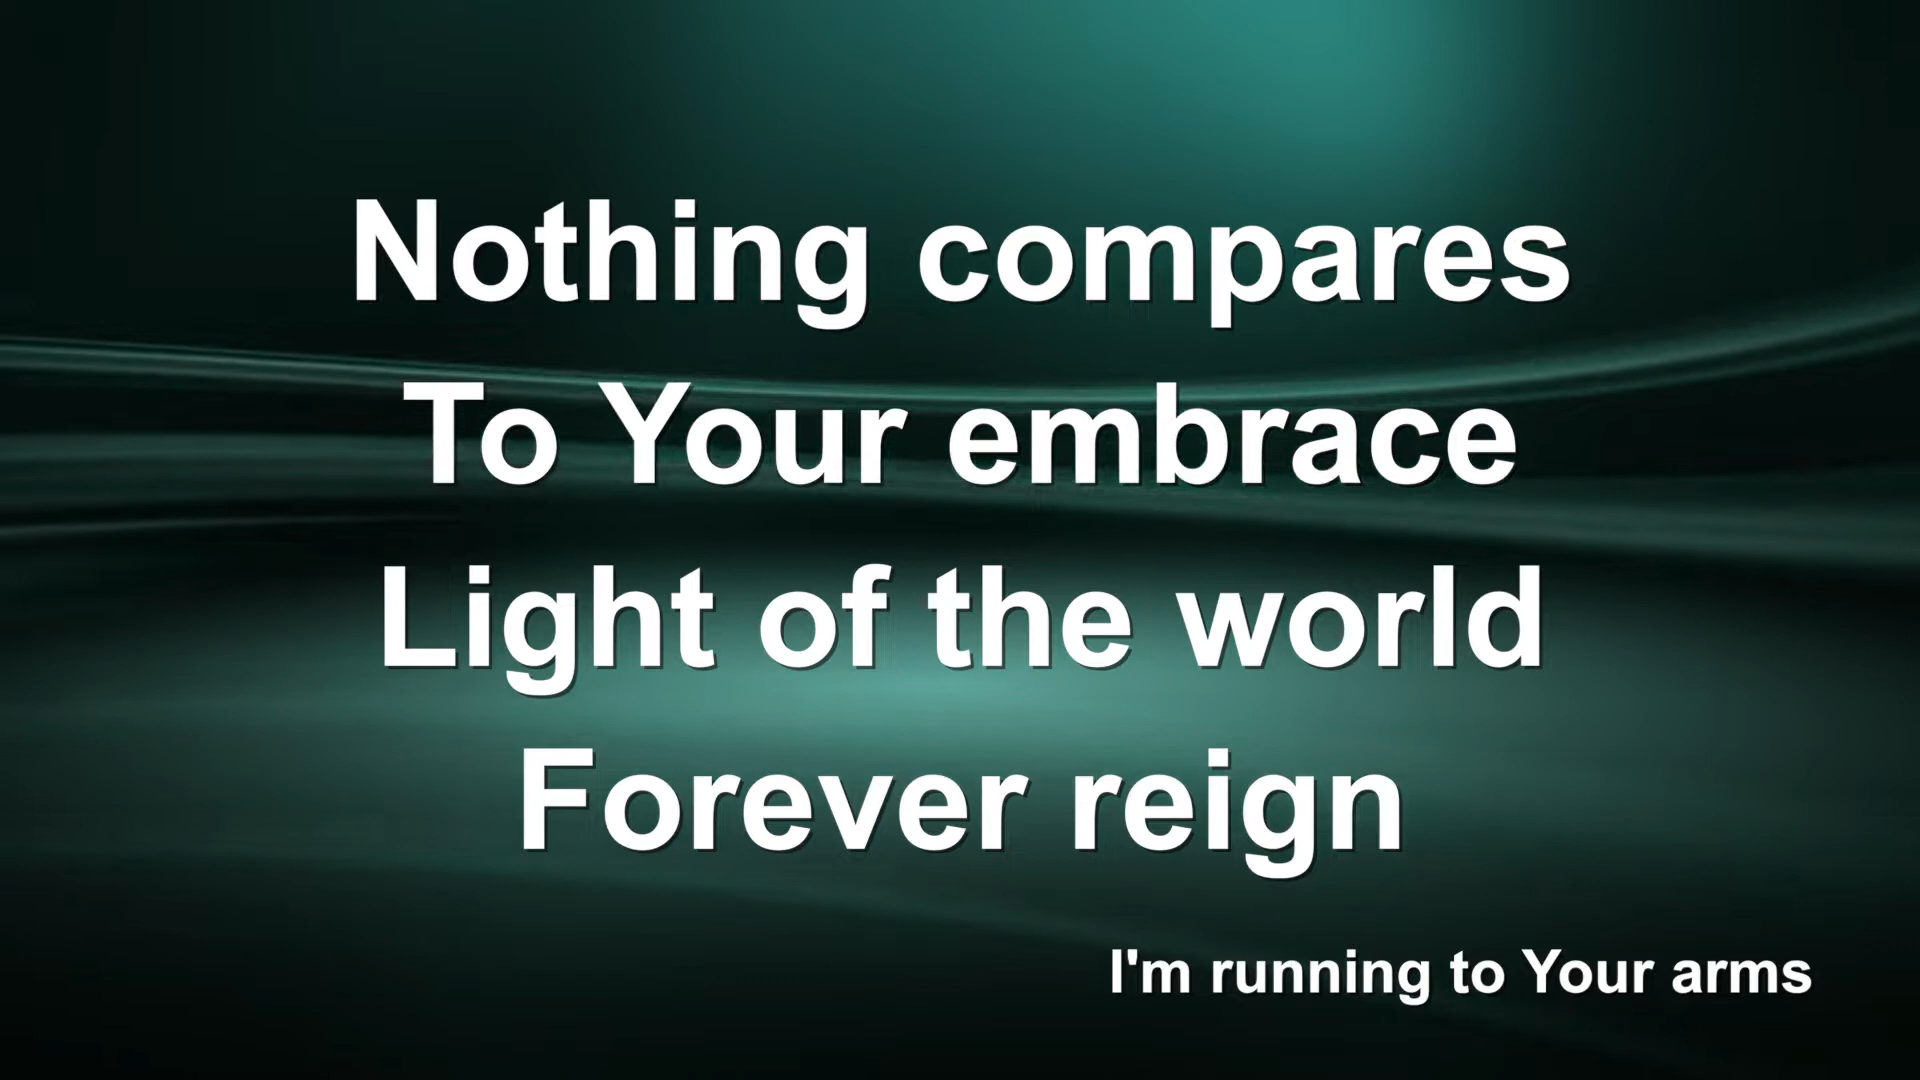 Nothing compares
To Your embrace
Light of the world
Forever reign
I'm running to Your arms